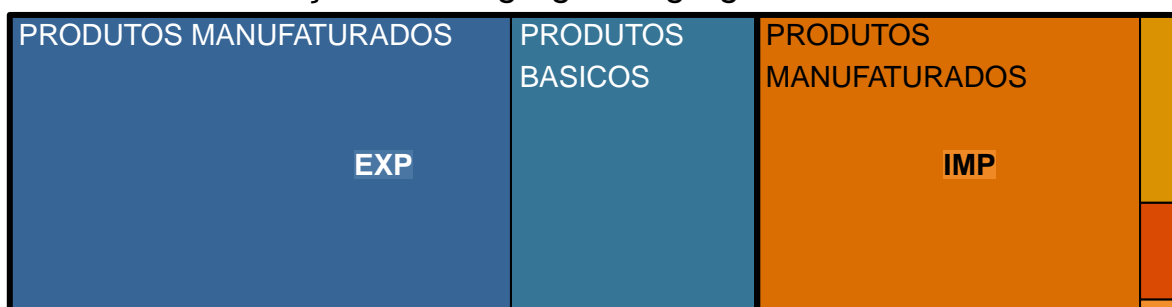 PRODUTOS MANUFATURADOS
EXP
PRODUTOS
BASICOS
PRODUTOS
MANUFATURADOS
IMP